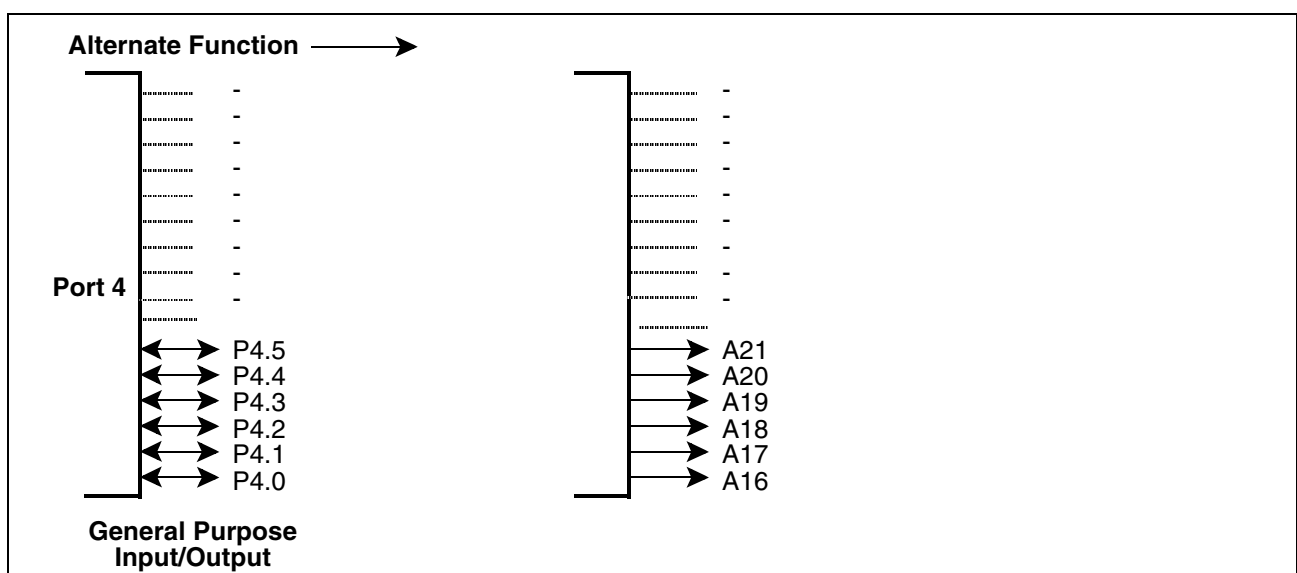 Alternate Function
- -
- -
- -
- -
- -
- -
- -
- -
Port 4
- -
P4.5 A21
P4.4 A20
P4.3 A19
P4.2 A18
P4.1 A17
P4.0 A16
General Purpose
Input/Output